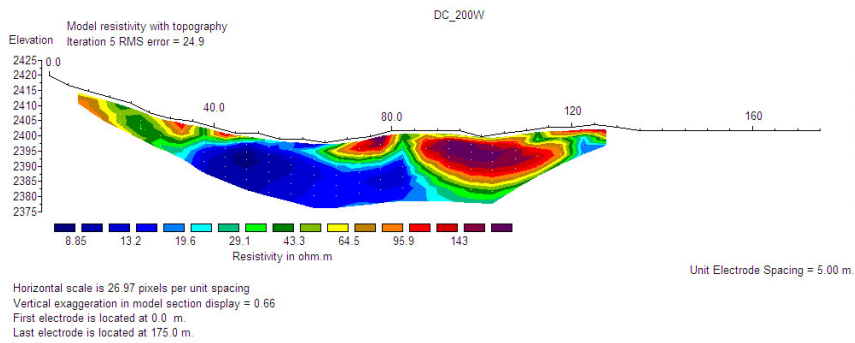 DC_200W
Model resistivity with topography
Elevation Iteration 5 RMS error = 24.9
2425 0.0
2420
2415
2410 40.0
2405 80.0 120 160
2400
2395
2390
2385
2380
2375
8.85 13.2 19.6 29.1 43.3 64.5 95.9 143
Resistivity in ohm.m
Unit Electrode Spacing = 5.00 m.
Horizontal scale is 26.97 pixels per unit spacing
Vertical exaggeration in model section display = 0.66
First electrode is located at 0.0 m.
Last electrode is located at 175.0 m.